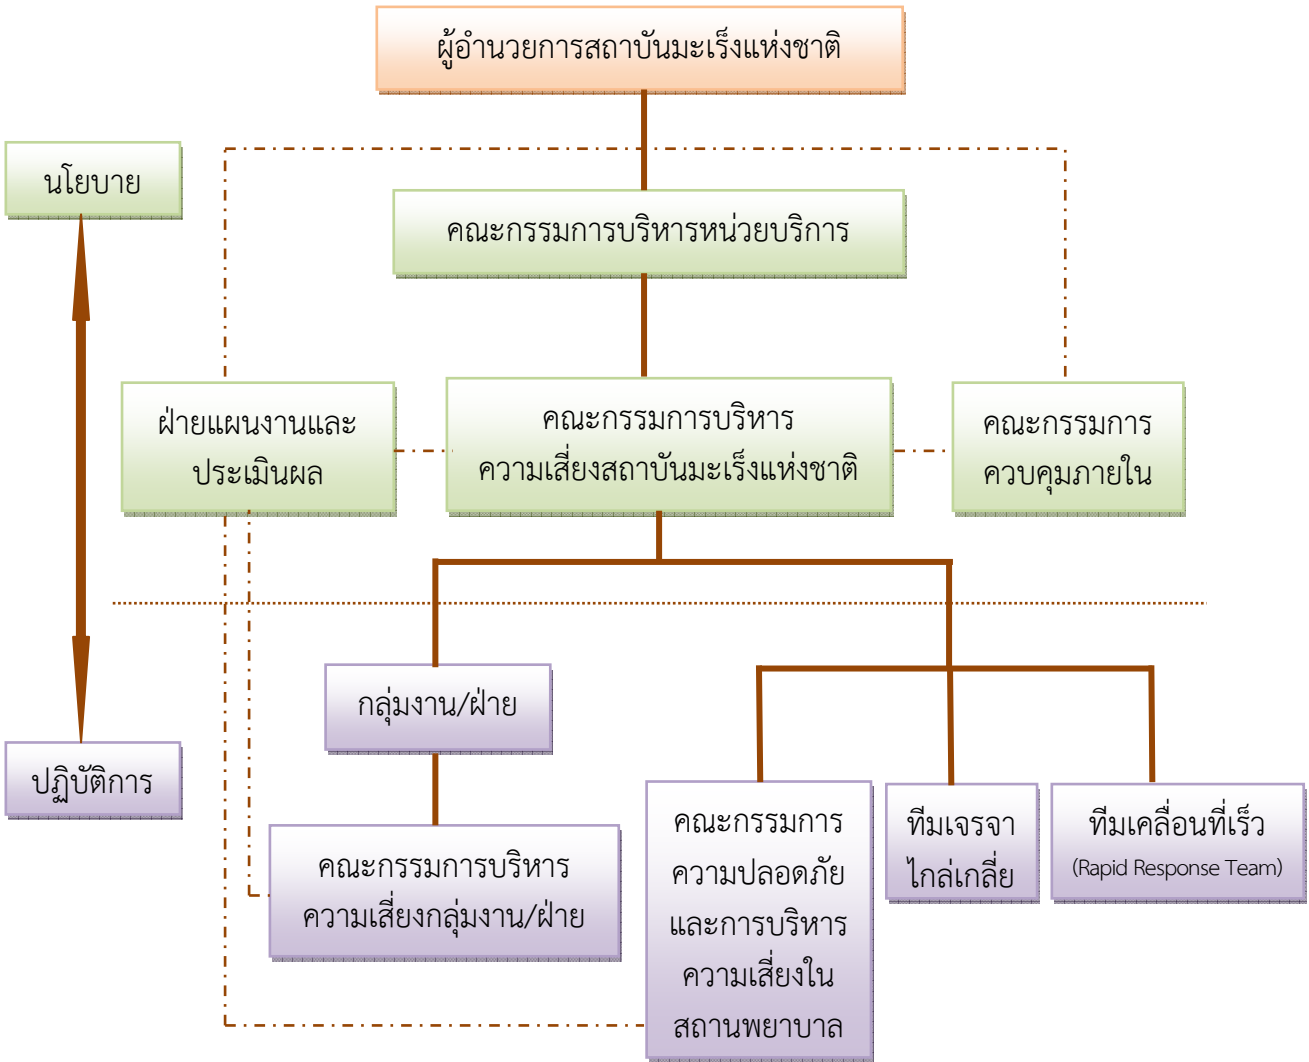 ผู้อำนวยการสถาบันมะเร็งแห่งชาติ
นโยบาย
คณะกรรมการบริหารหน่วยบริการ
ฝ่ายแผนงานและ
ประเมินผล
คณะกรรมการบริหาร
ความเสี่ยงสถาบันมะเร็งแห่งชาติ
คณะกรรมการ
ควบคุมภายใน
กลุ่มงาน/ฝ่าย
ปฏิบัติการ
คณะกรรมการบริหาร
ความเสี่ยงกลุ่มงาน/ฝ่าย
คณะกรรมการ
ความปลอดภัย
และการบริหาร
ความเสี่ยงใน
สถานพยาบาล
ทีมเจรจา
ไกล่เกลี่ย
ทีมเคลื่อนที่เร็ว
(Rapid Response Team)